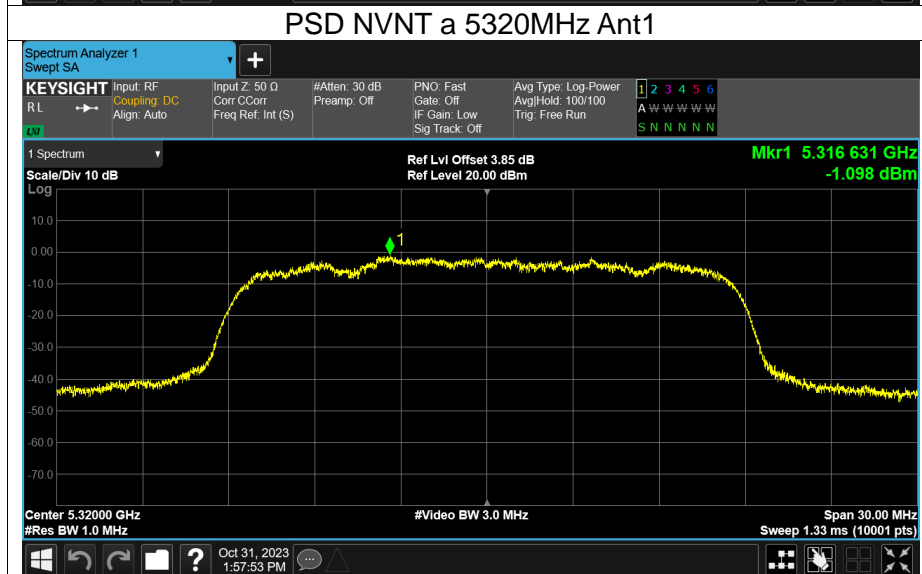 PSD NVNT a 5320MHz Ant1
Spectrum Analyzer 1
Swept SA
+
KEYSIGHT
R L
LXI
Input: RF
Coupling: DC
Align: Auto
Input Z: 50 Ω
Corr CCorr
Freq Ref: Int (S)
#Atten: 30 dB
Preamp: Off
PNO: Fast
Gate: Off
IF Gain: Low
Sig Track: Off
Avg Type: Log-Power
Avg|Hold: 100/100
Trig: Free Run
1 2 3 4 5 6
A W W W W W
S N N N N N
1 Spectrum
Scale/Div 10 dB
Log
Ref Lvl Offset 3.85 dB
Ref Level 20.00 dBm
Mkr1 5.316 631 GHz
-1.098 dBm
1
10.0
0.00
-10.0
-20.0
-30.0
-40.0
-50.0
-60.0
-70.0
Center 5.32000 GHz
#Res BW 1.0 MHz
#Video BW 3.0 MHz
Span 30.00 MHz
Sweep 1.33 ms (10001 pts)
?
Oct 31, 2023
1:57:53 PM